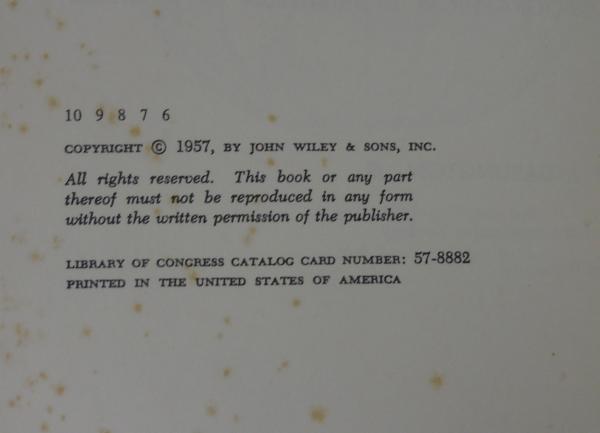 10 9 8 7 6
COPYRIGHT © 1957, BY JOHN WILEY & SONS, INC.
All rights reserved. This book or any part
thereof must not be reproduced in any form
without the written permission of the publisher.
LIBRARY OF CONGRESS CATALOG CARD NUMBER: 57-8882
PRINTED IN THE UNITED STATES OF AMERICA